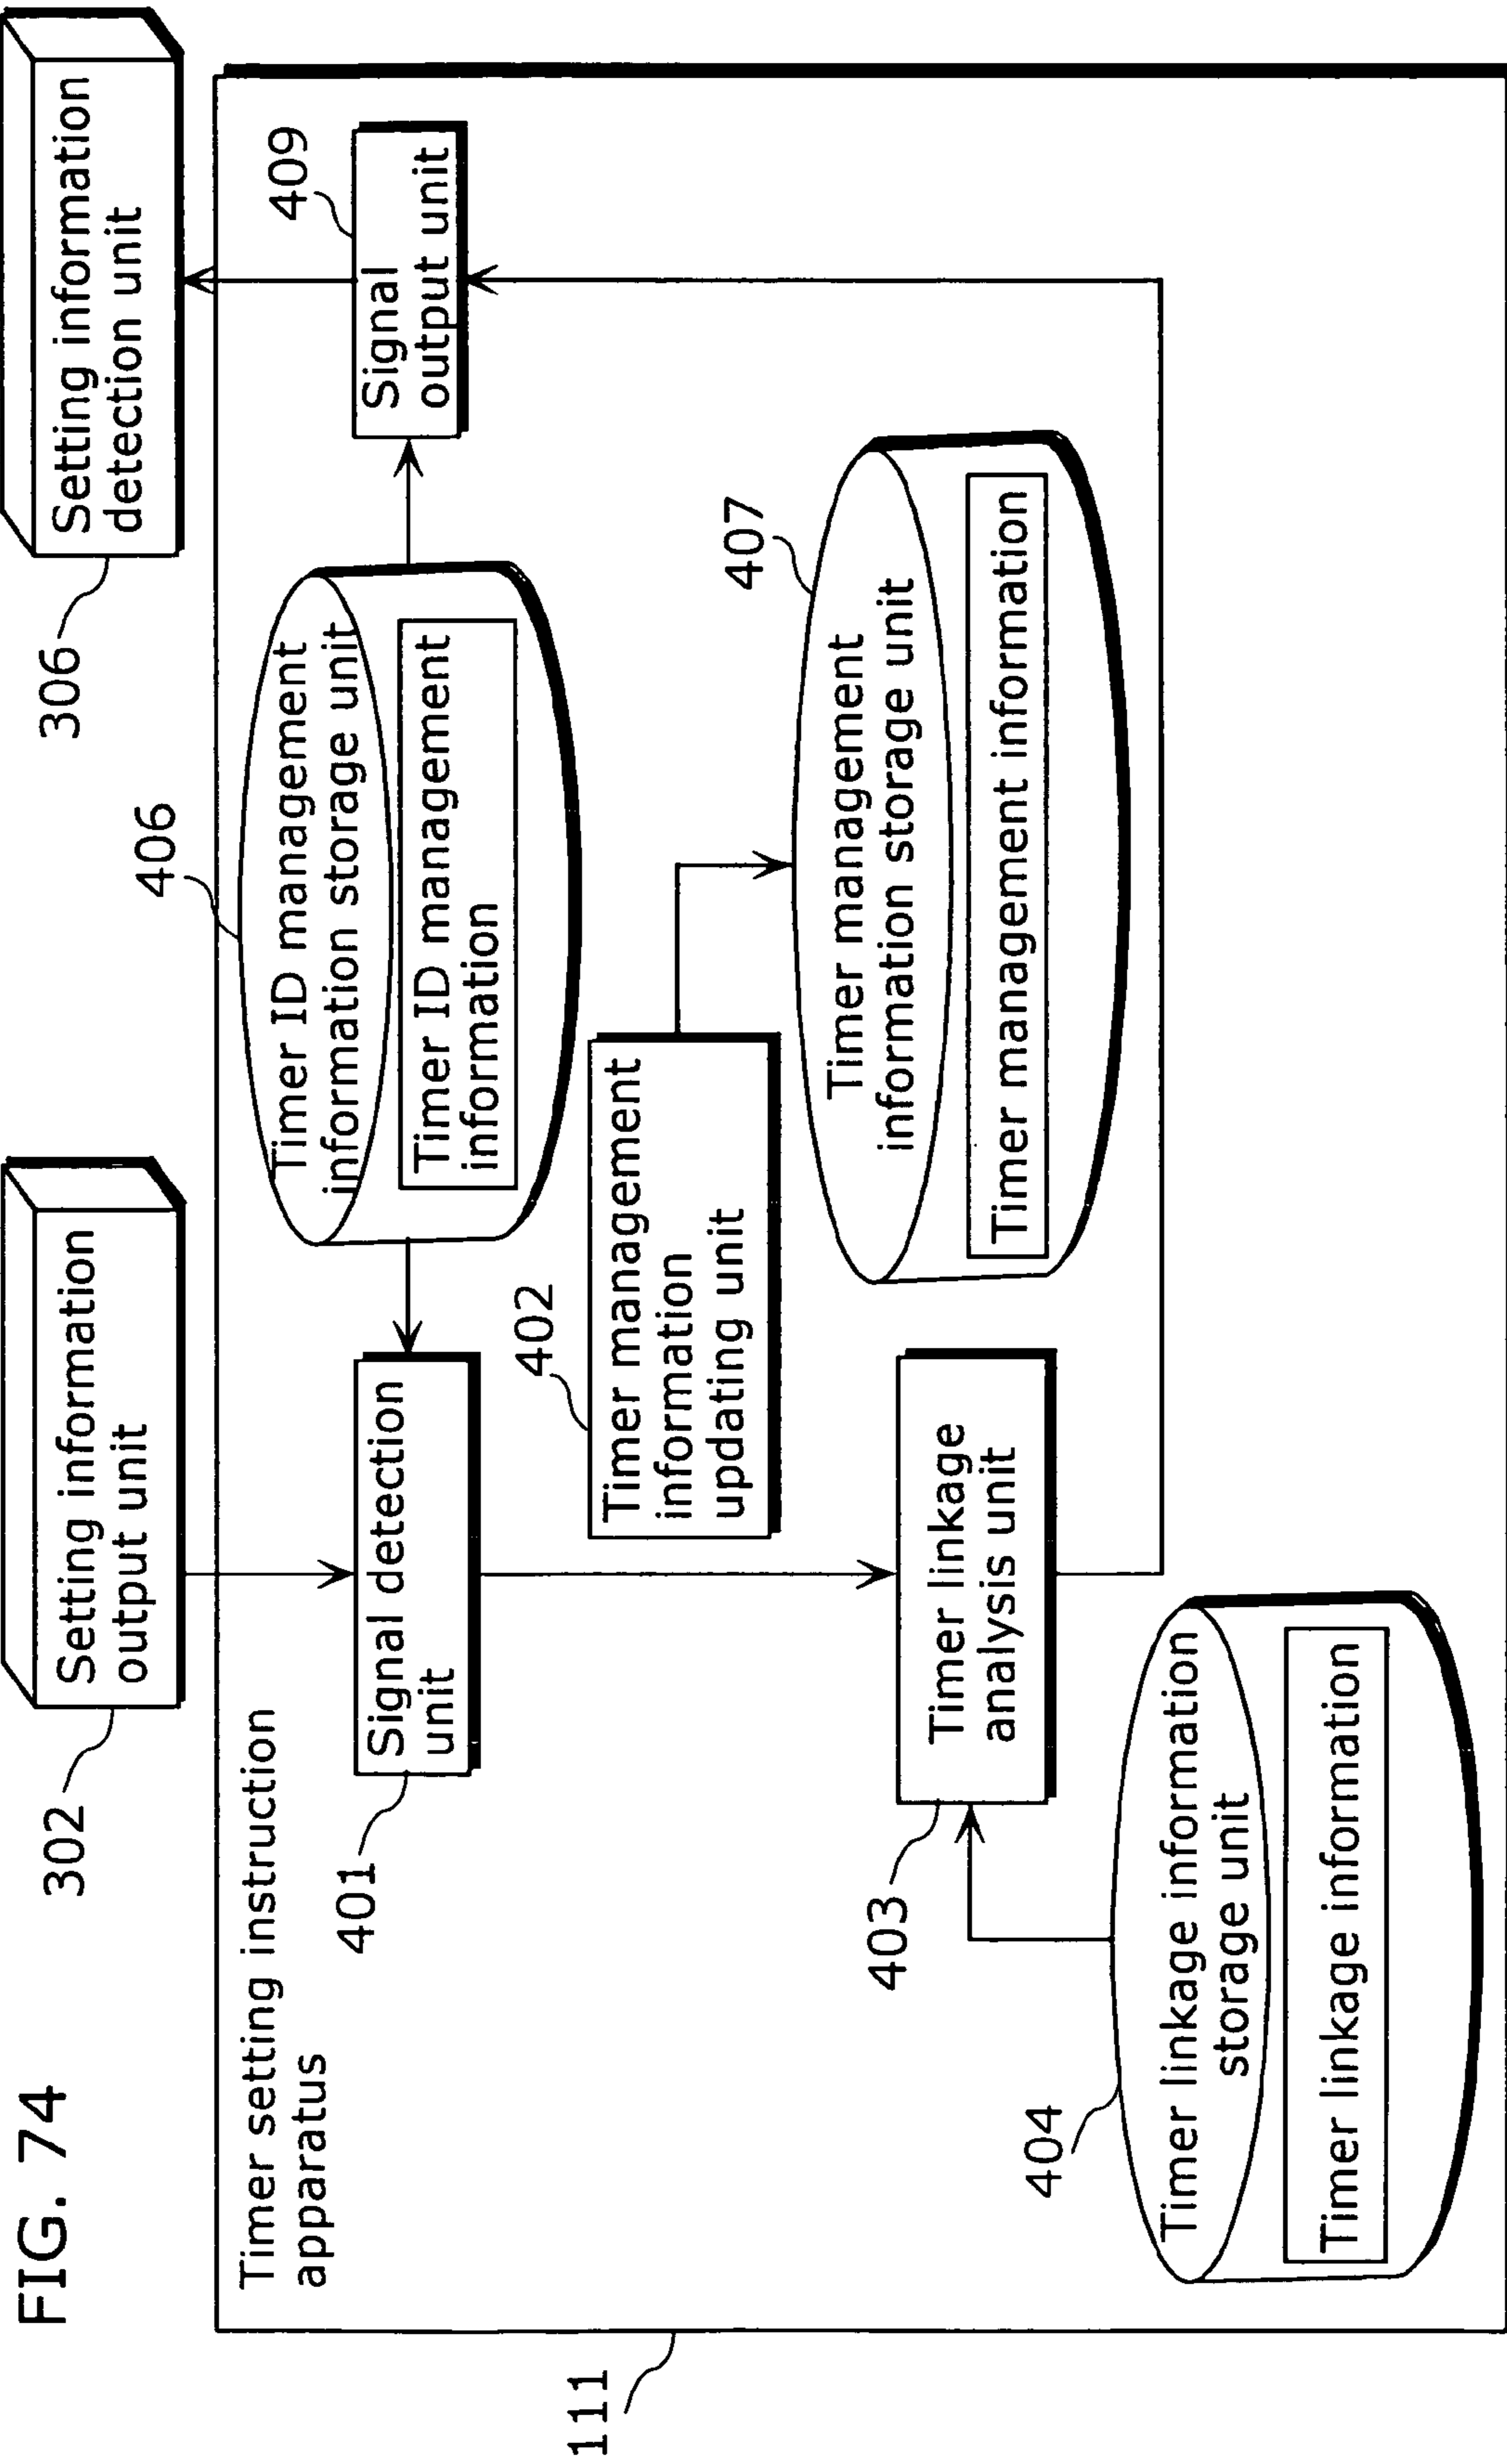 FIG. 74
302
Setting information
output unit
306
Setting information
detection unit
111
Timer setting instruction
apparatus
401
Signal detection
unit
406
Timer ID management
information storage unit
Timer ID management
information
409
Signal
output unit
402
Timer management
information
updating unit
407
Timer management
information storage unit
Timer management information
403
Timer linkage
analysis unit
404
Timer linkage information
storage unit
Timer linkage information